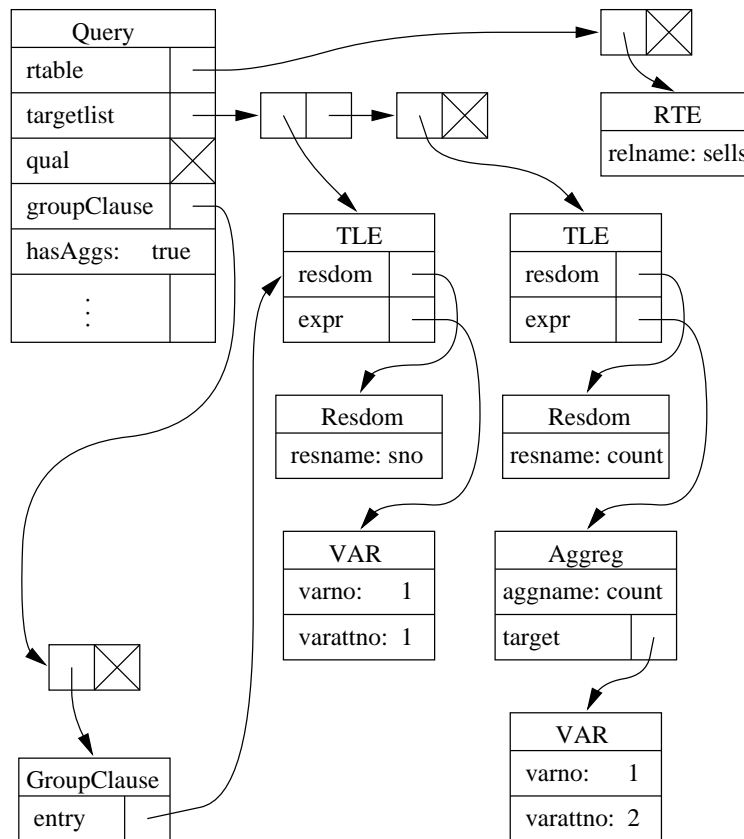 Query
rtable
targetlist
qual
groupClause
hasAggs: true
RTE
relname: sells
TLE
resdom
expr
TLE
resdom
expr
Resdom
resname: sno
Resdom
resname: count
VAR
varno: 1
varattno: 1
Aggreg
aggname: count
target
VAR
varno: 1
varattno: 2
GroupClause
entry